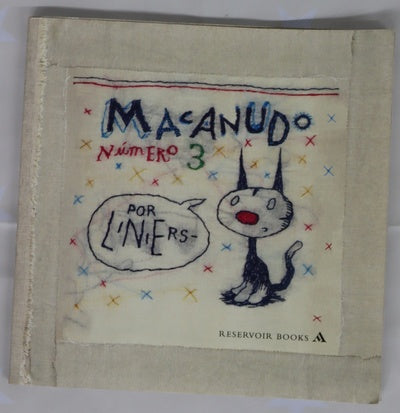 MACANUDO
NÚMERO 3
POR
LINIERS-
RESERVOIR BOOKS